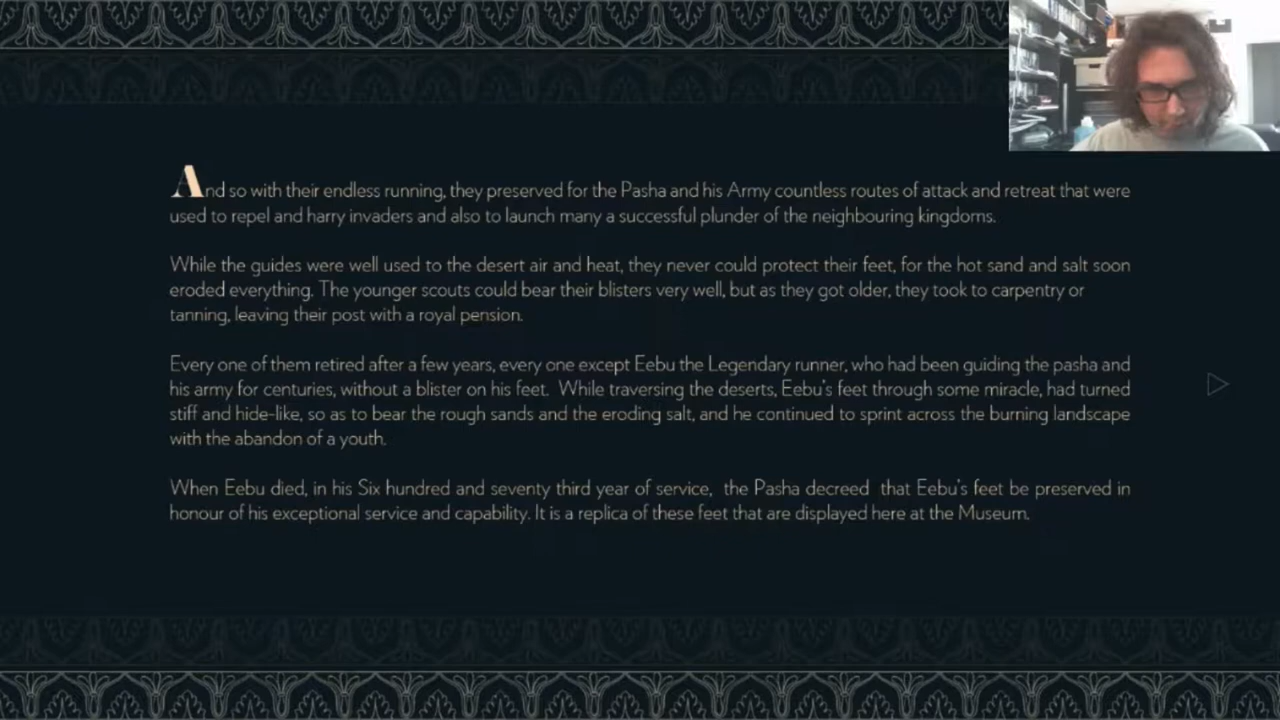 And so with their endless running, they preserved for the Pasha and his Army countless routes of attack and retreat that were
used to repel and harry invaders and also to launch many a successful plunder of the neighbouring kingdoms.
While the guides were well used to the desert air and heat, they never could protect their feet, for the hot sand and salt soon
eroded everything. The younger scouts could bear their blisters very well, but as they got older, they took to carpentry or
tanning, leaving their post with a royal pension.
Every one of them retired after a few years, every one except Eebu the Legendary runner, who had been guiding the pasha and
his army for centuries, without a blister on his feet. While traversing the deserts, Eebu's feet through some miracle, had turned
stiff and hide-like, so as to bear the rough sands and the eroding salt, and he continued to sprint across the burning landscape
with the abandon of a youth.
When Eebu died, in his Six hundred and seventy third year of service, the Pasha decreed that Eebu's feet be preserved in
honour of his exceptional service and capability. It is a replica of these feet that are displayed here at the Museum.